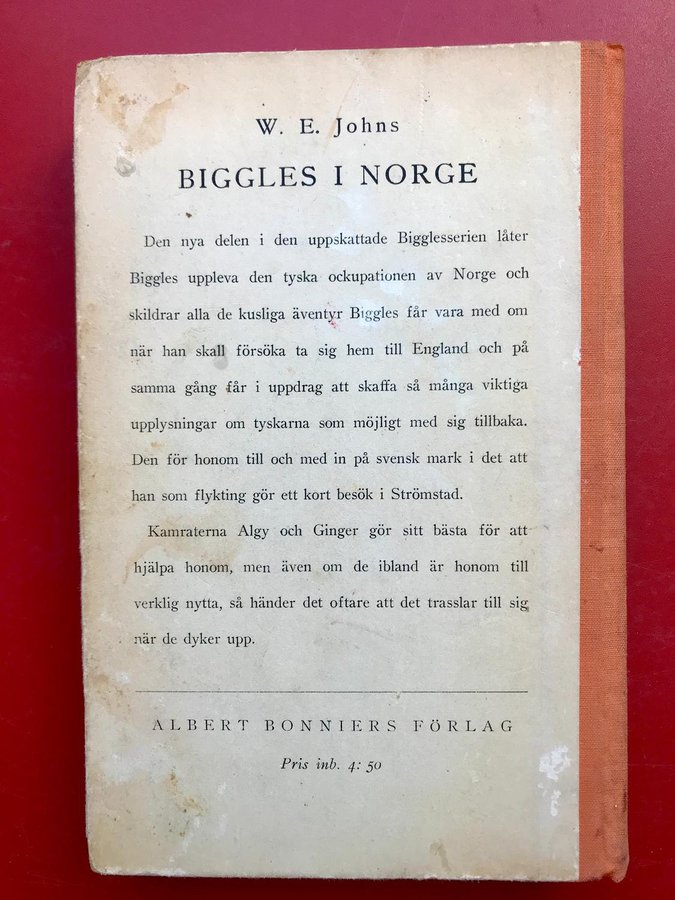 W. E. Johns
BIGGLES I NORGE
Den nya delen i den uppskattade Bigglesserien låter
Biggles uppleva den tyska ockupationen av Norge och
skildrar alla de kusliga äventyr Biggles får vara med om
när han skall försöka ta sig hem till England och på
samma gång får i uppdrag att skaffa så många viktiga
upplysningar om tyskarna som möjligt med sig tillbaka.
Den för honom till och med in på svensk mark i det att
han som flykting gör ett kort besök i Strömstad.
Kamraterna Algy och Ginger gör sitt bästa för att
hjälpa honom, men även om de ibland är honom till
verklig nytta, så händer det oftare att det trasslar till sig
när de dyker upp.
ALBERT BONNIERS FÖRLAG
Pris inb. 4: 50